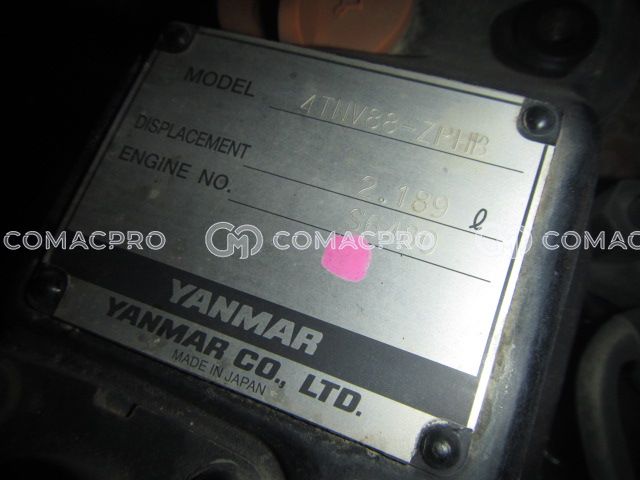 MODEL 4TNV88-ZPHB
DISPLACEMENT 2.189 ℓ
ENGINE NO.
COMACPRO COMACPRO COMACPRO
YANMAR
YANMAR CO., LTD.
MADE IN JAPAN